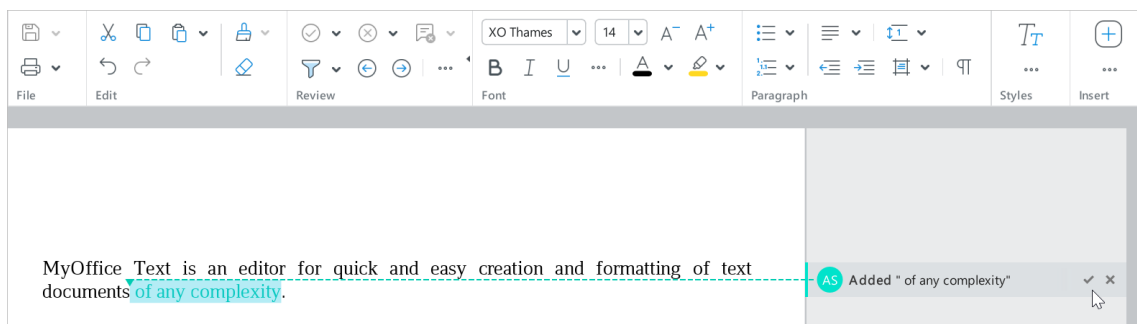 XO Thames 14
File Edit Review Font Paragraph Styles Insert
MyOffice Text is an editor for quick and easy creation and formatting of text
documents of any complexity.
AS Added " of any complexity"